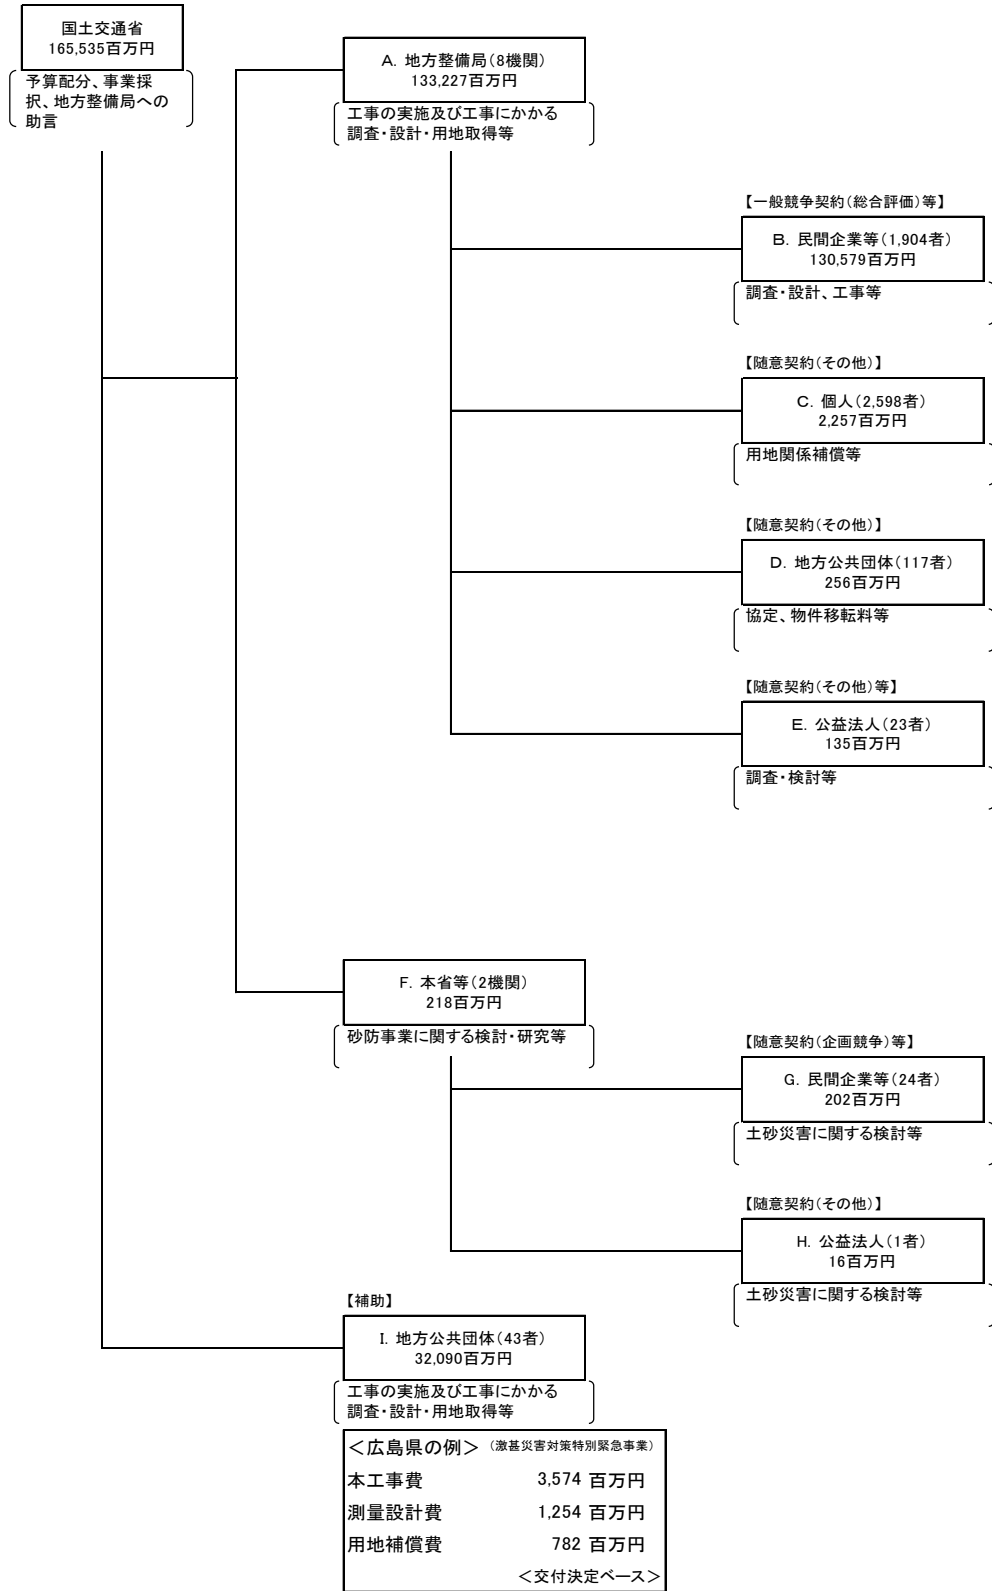 国土交通省
165,535百万円
予算配分、事業採
択、地方整備局への
助言
A. 地方整備局(8機関)
133,227百万円
工事の実施及び工事にかかる
調査・設計・用地取得等
【一般競争契約(総合評価)等】
B. 民間企業等(1,904者)
130,579百万円
調査・設計、工事等
【随意契約(その他)】
C. 個人(2,598者)
2,257百万円
用地関係補償等
【随意契約(その他)】
D. 地方公共団体(117者)
256百万円
協定、物件移転料等
【随意契約(その他)等】
E. 公益法人(23者)
135百万円
調査・検討等
F. 本省等(2機関)
218百万円
砂防事業に関する検討・研究等
【随意契約(企画競争)等】
G. 民間企業等(24者)
202百万円
土砂災害に関する検討等
【随意契約(その他)】
H. 公益法人(1者)
16百万円
土砂災害に関する検討等
【補助】
I. 地方公共団体(43者)
32,090百万円
工事の実施及び工事にかかる
調査・設計・用地取得等
<広島県の例> (激甚災害対策特別緊急事業)
本工事費 3,574 百万円
測量設計費 1,254 百万円
用地補償費 782 百万円
<交付決定ベース>